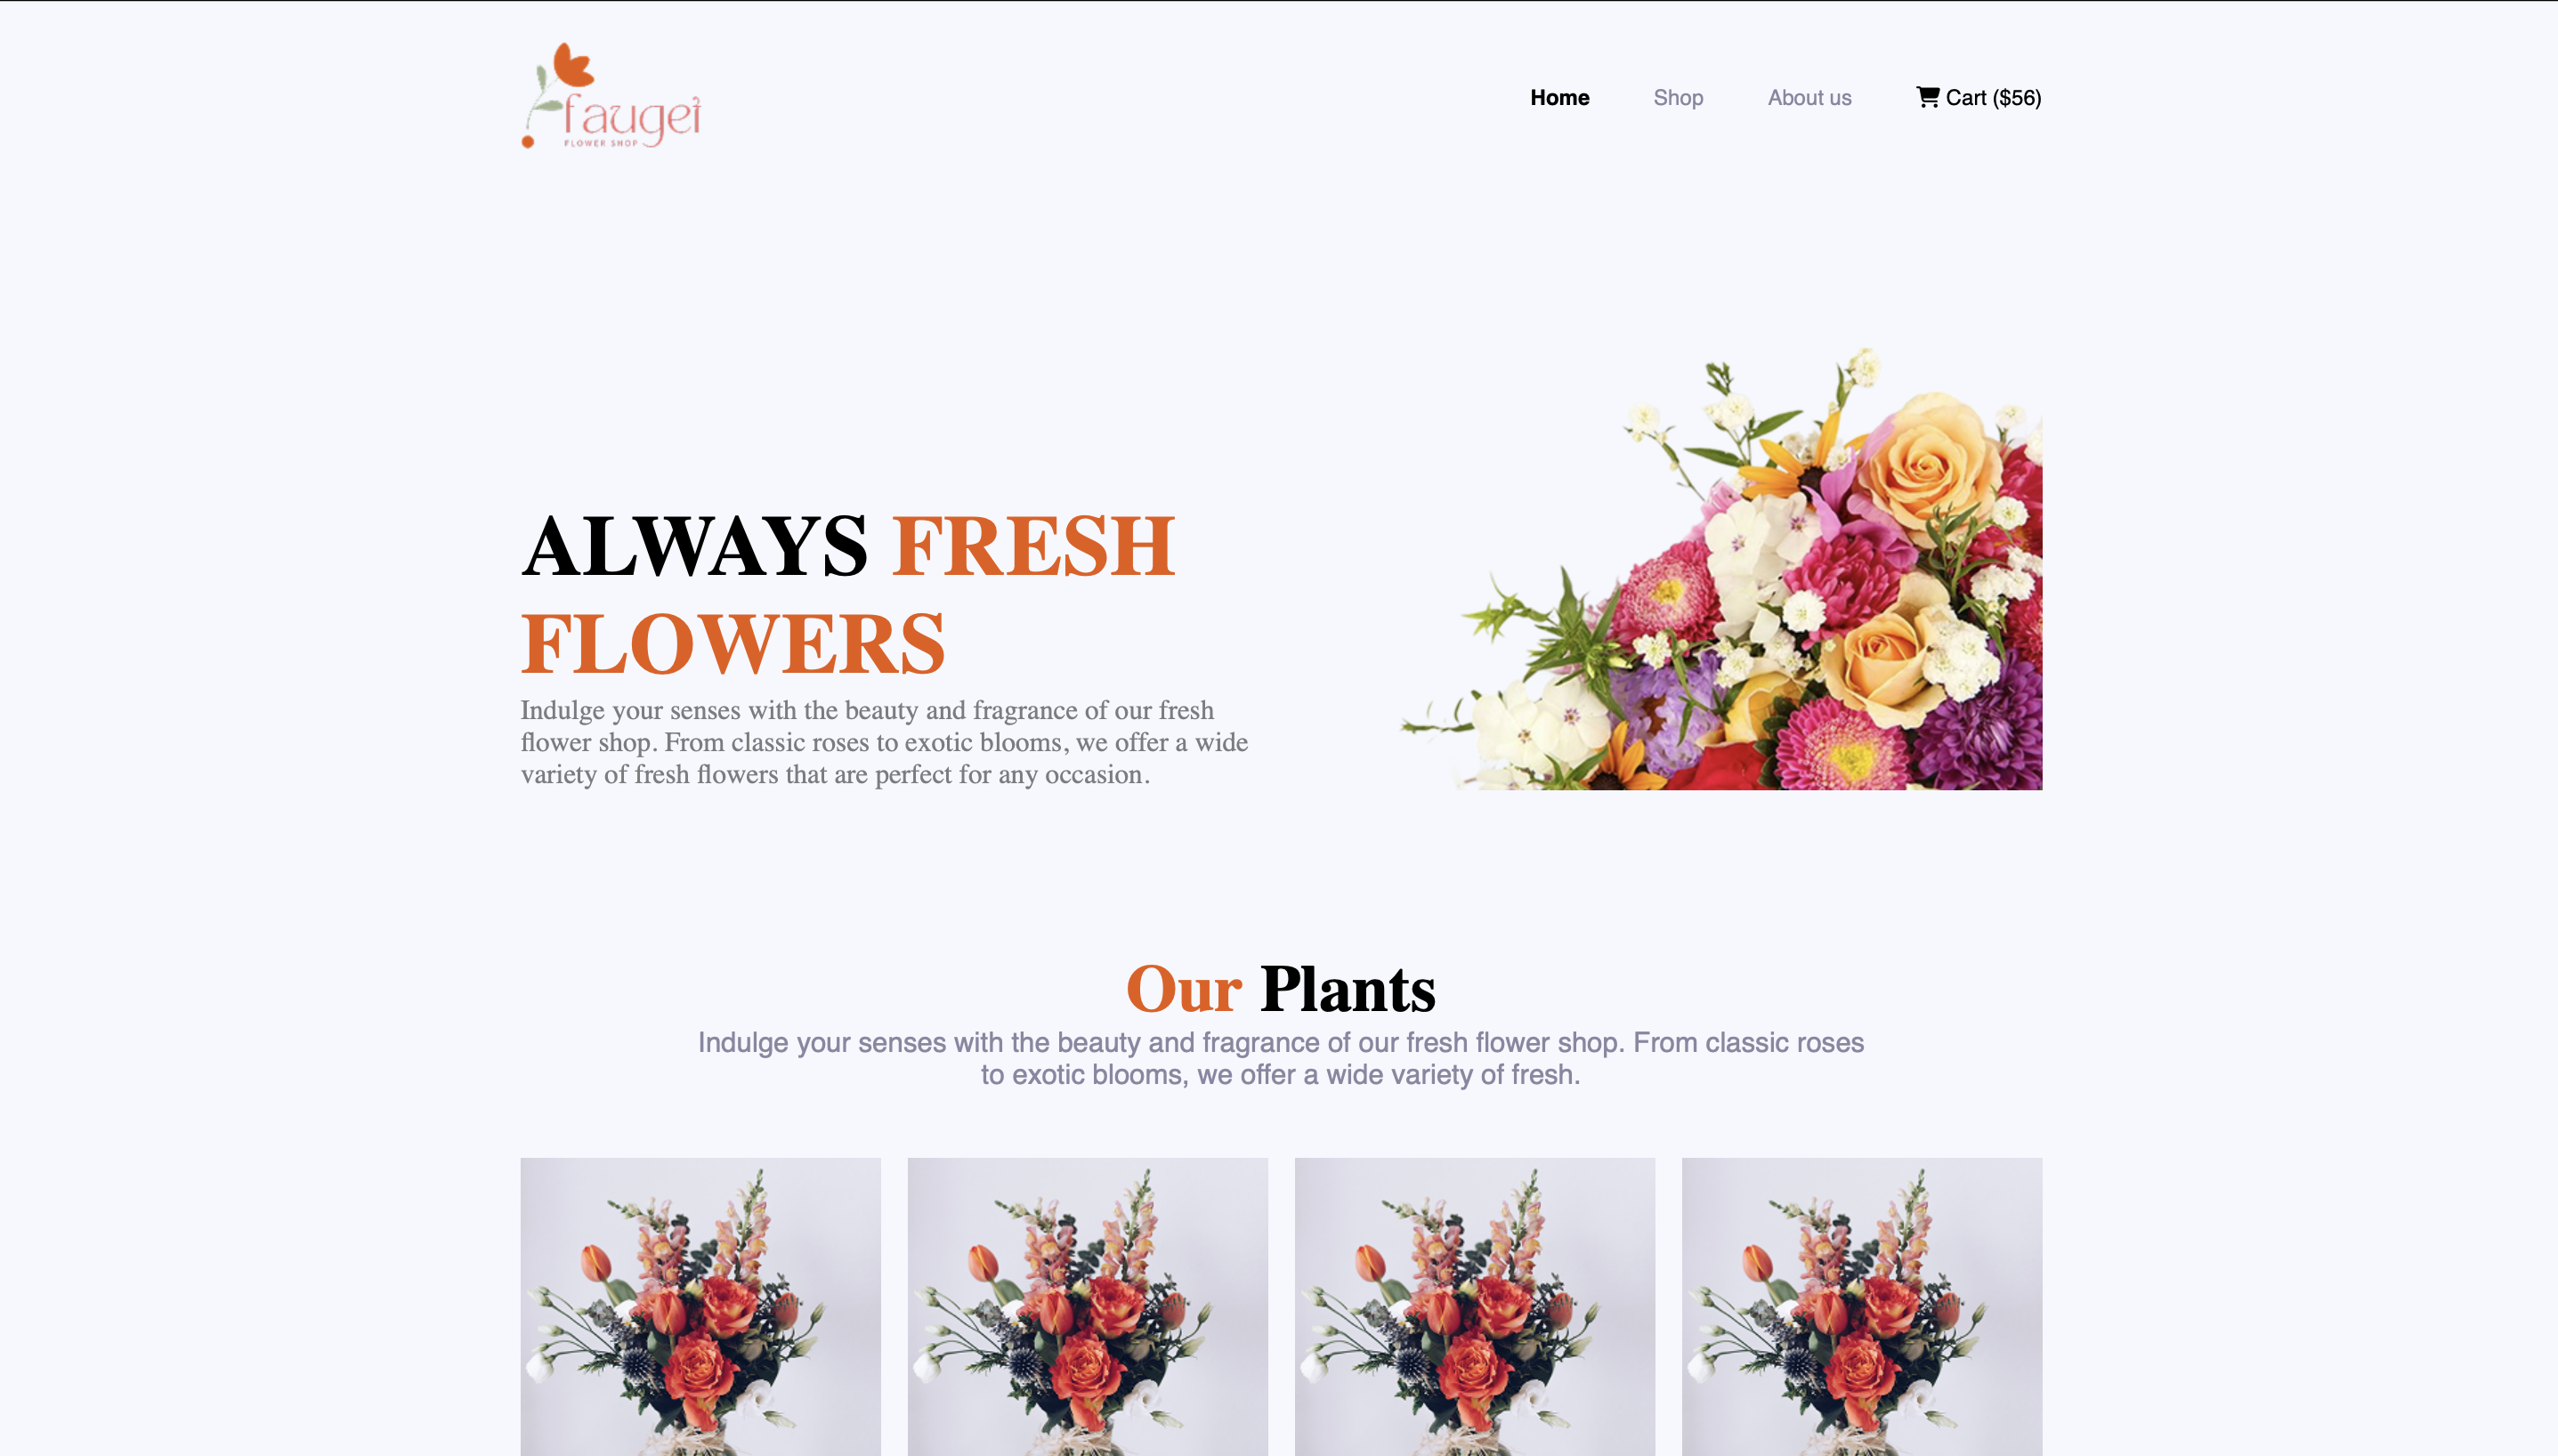 fauget
FLOWER SHOP
Home
Shop
About us
Cart ($56)
ALWAYS FRESH
FLOWERS
Indulge your senses with the beauty and fragrance of our fresh
flower shop. From classic roses to exotic blooms, we offer a wide
variety of fresh flowers that are perfect for any occasion.
Our Plants
Indulge your senses with the beauty and fragrance of our fresh flower shop. From classic roses
to exotic blooms, we offer a wide variety of fresh.